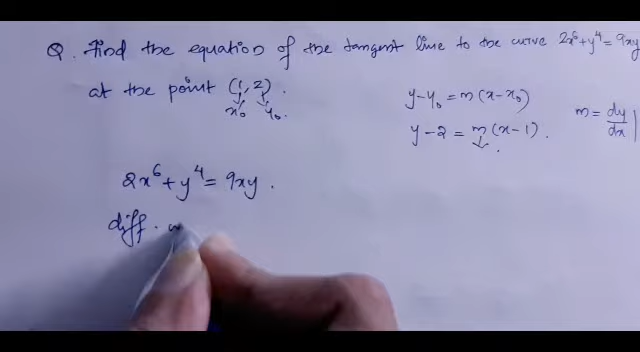 Q. Find the equation of the tangent line to the curve 2x⁶+y⁴=9xy
at the point (1, 2).
x₀ y₀.
y-y₀ = m(x-x₀)
y-2 = m(x-1).
m = dy/dx|
2x⁶+y⁴ = 9xy.
diff. w